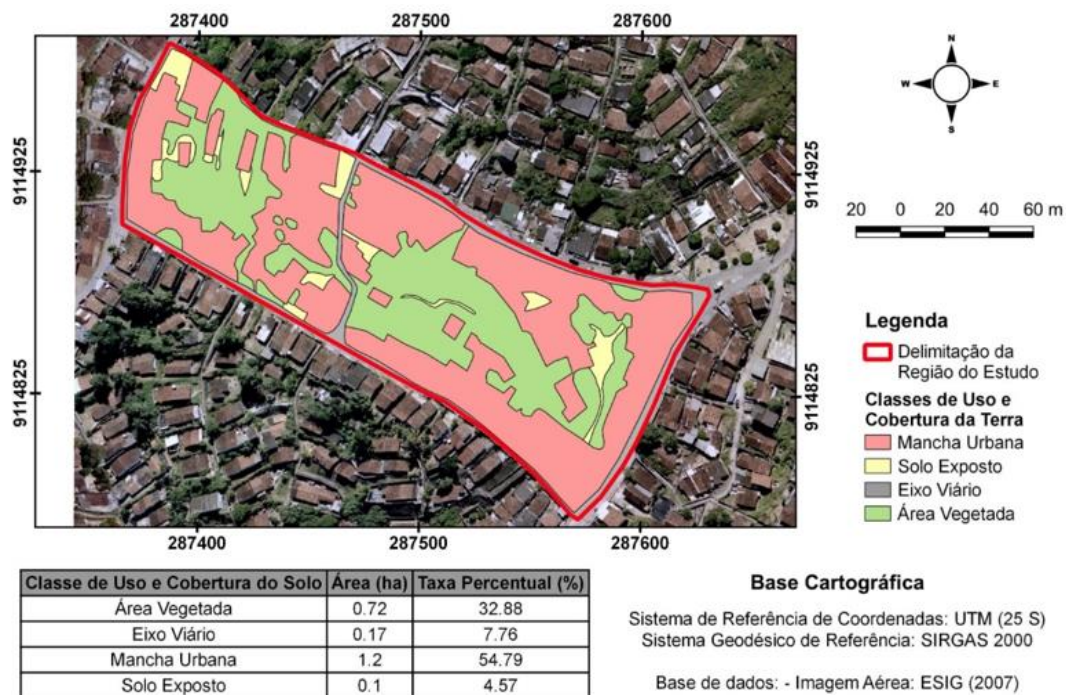 287400 287500 287600
N
W E
S
9114925 9114925
20 0 20 40 60 m
Legenda
Delimitação da
Região do Estudo
Classes de Uso e
Cobertura da Terra
Mancha Urbana
Solo Exposto
Eixo Viário
Área Vegetada
9114825 9114825
287400 287500 287600
Classe de Uso e Cobertura do Solo Área (ha) Taxa Percentual (%)
Área Vegetada 0.72 32.88
Eixo Viário 0.17 7.76
Mancha Urbana 1.2 54.79
Solo Exposto 0.1 4.57
Base Cartográfica
Sistema de Referência de Coordenadas: UTM (25 S)
Sistema Geodésico de Referência: SIRGAS 2000
Base de dados: - Imagem Aérea: ESIG (2007)